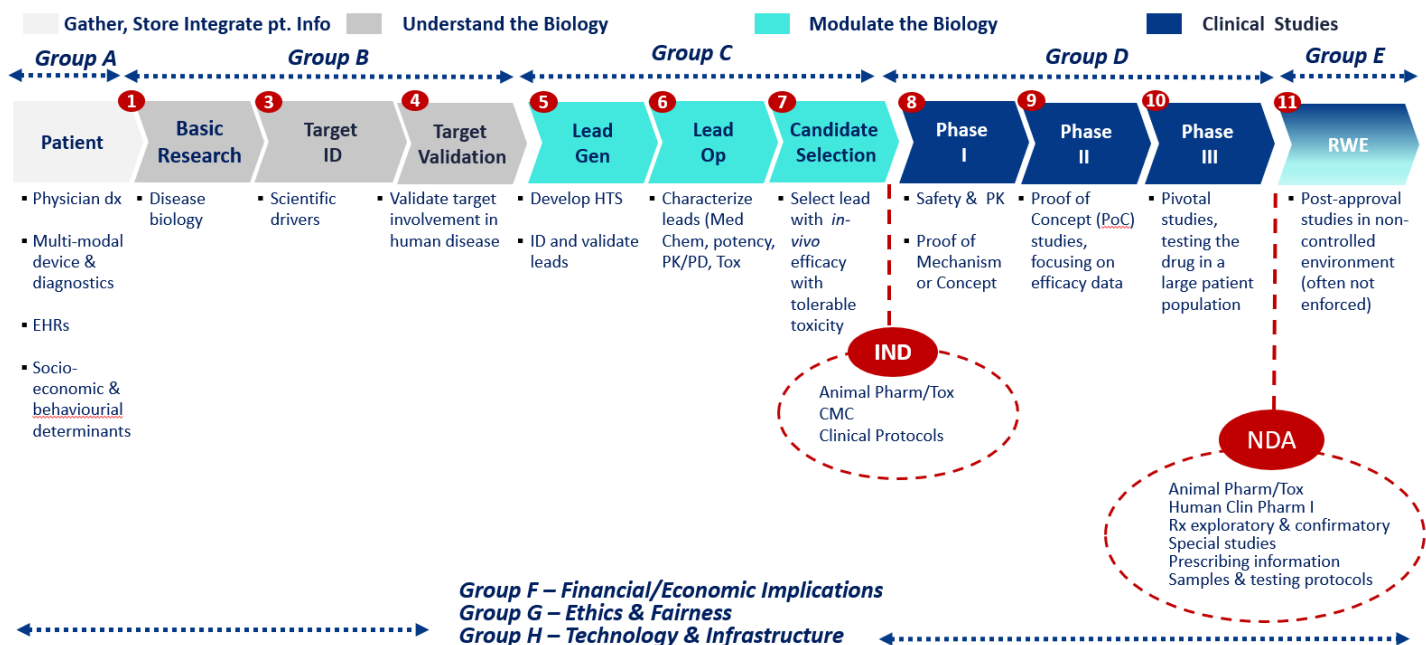 Gather, Store Integrate pt. Info
Understand the Biology
Modulate the Biology
Clinical Studies
Group A
Group B
Group C
Group D
Group E
1
3
4
5
6
7
8
9
10
11
Patient
Basic
Research
Target
ID
Target
Validation
Lead
Gen
Lead
Op
Candidate
Selection
Phase
I
Phase
II
Phase
III
RWE
▪ Physician dx
▪ Multi-modal
device &
diagnostics
▪ EHRs
▪ Socio-
economic &
behaviourial
determinants
▪ Disease
biology
▪ Scientific
drivers
▪ Validate target
involvement in
human disease
▪ Develop HTS
▪ ID and validate
leads
▪ Characterize
leads (Med
Chem, potency,
PK/PD, Tox
▪ Select lead
with in-
vivo
efficacy
with
tolerable
toxicity
▪ Safety & PK
▪ Proof of
Mechanism
or Concept
▪ Proof of
Concept (PoC)
studies,
focusing on
efficacy data
▪ Pivotal
studies,
testing the
drug in a
large patient
population
▪ Post-approval
studies in non-
controlled
environment
(often not
enforced)
IND
Animal Pharm/Tox
CMC
Clinical Protocols
NDA
Animal Pharm/Tox
Human Clin Pharm I
Rx exploratory & confirmatory
Special studies
Prescribing information
Samples & testing protocols
Group F – Financial/Economic Implications
Group G – Ethics & Fairness
Group H – Technology & Infrastructure